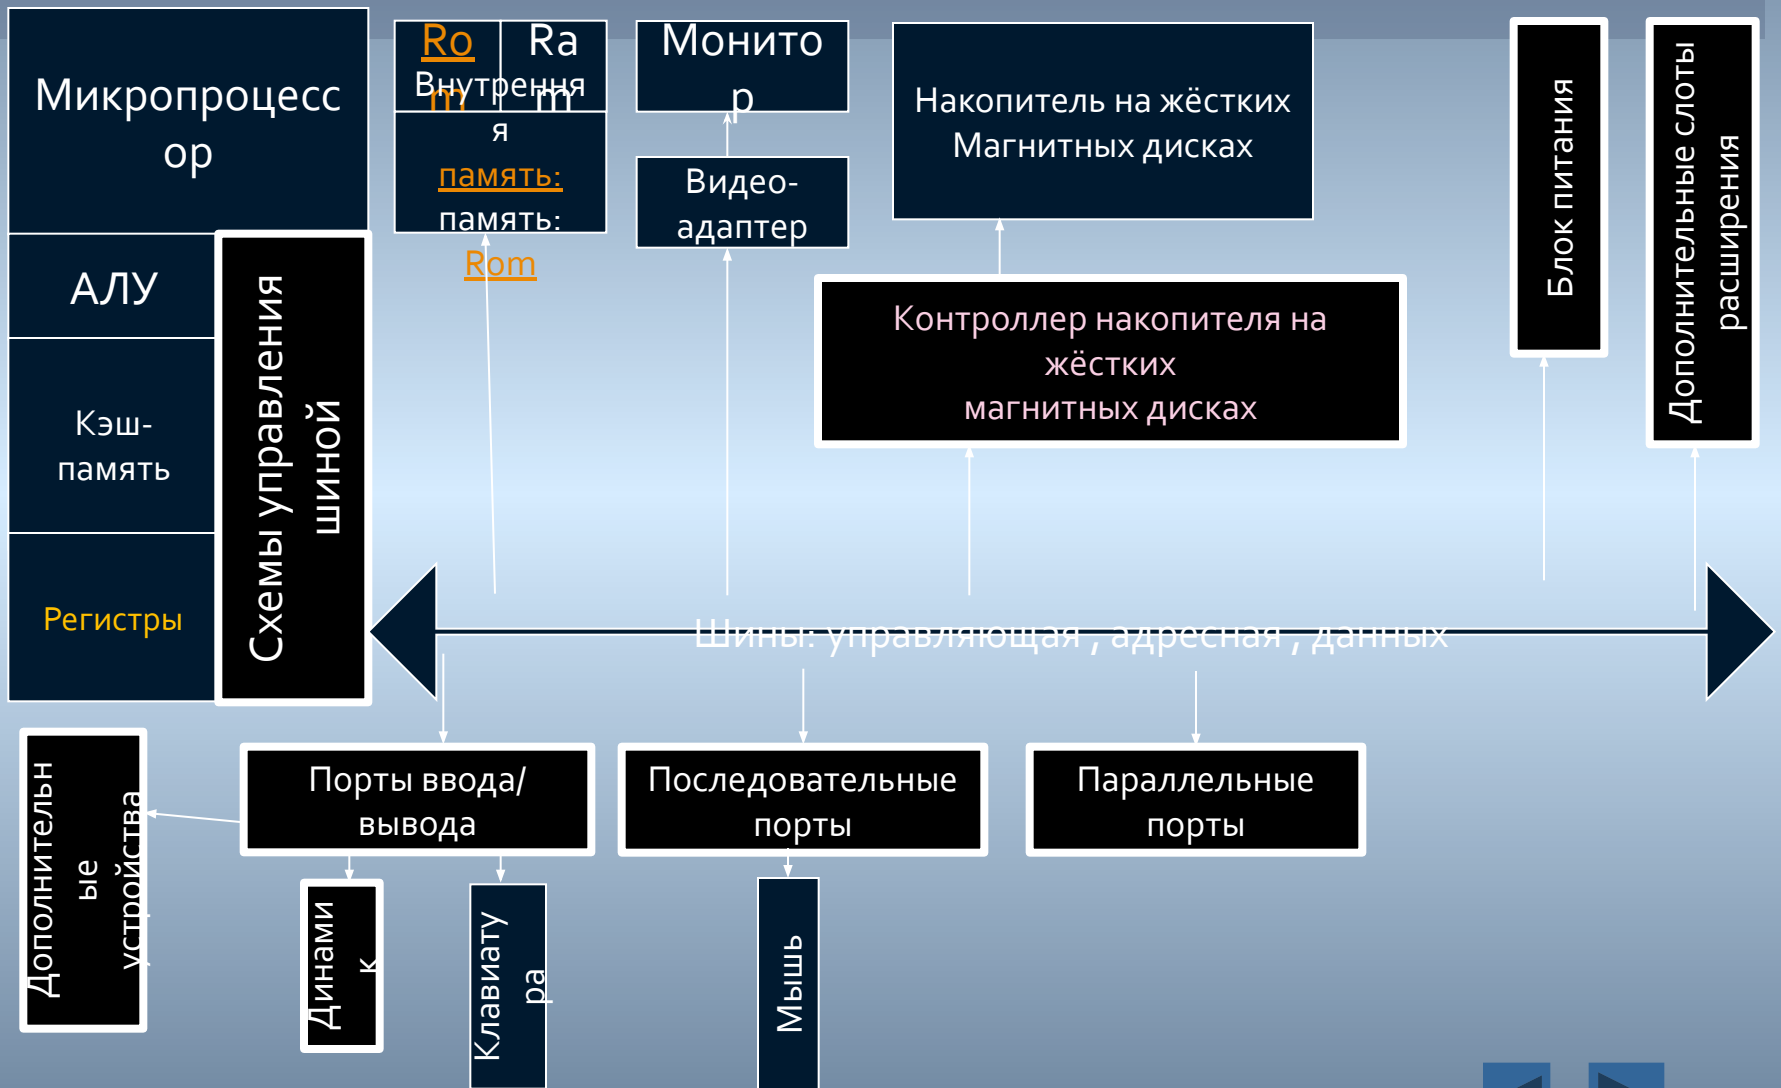 Микропроцесс
ор
АЛУ
Кэш-
память
Регистры
Схемы управления
шиной
Ro
m
Ra
m
Внутрення
я
память:
память:
Rom
Монито
р
Видео-
адаптер
Накопитель на жёстких
Магнитных дисках
Контроллер накопителя на
жёстких
магнитных дисках
Блок питания
Дополнительные слоты
расширения
Шины: управляющая , адресная , данных
Порты ввода/
вывода
Последовательные
порты
Параллельные
порты
Дополнительн
ые
устройства
Динами
к
Клавиату
ра
Мышь